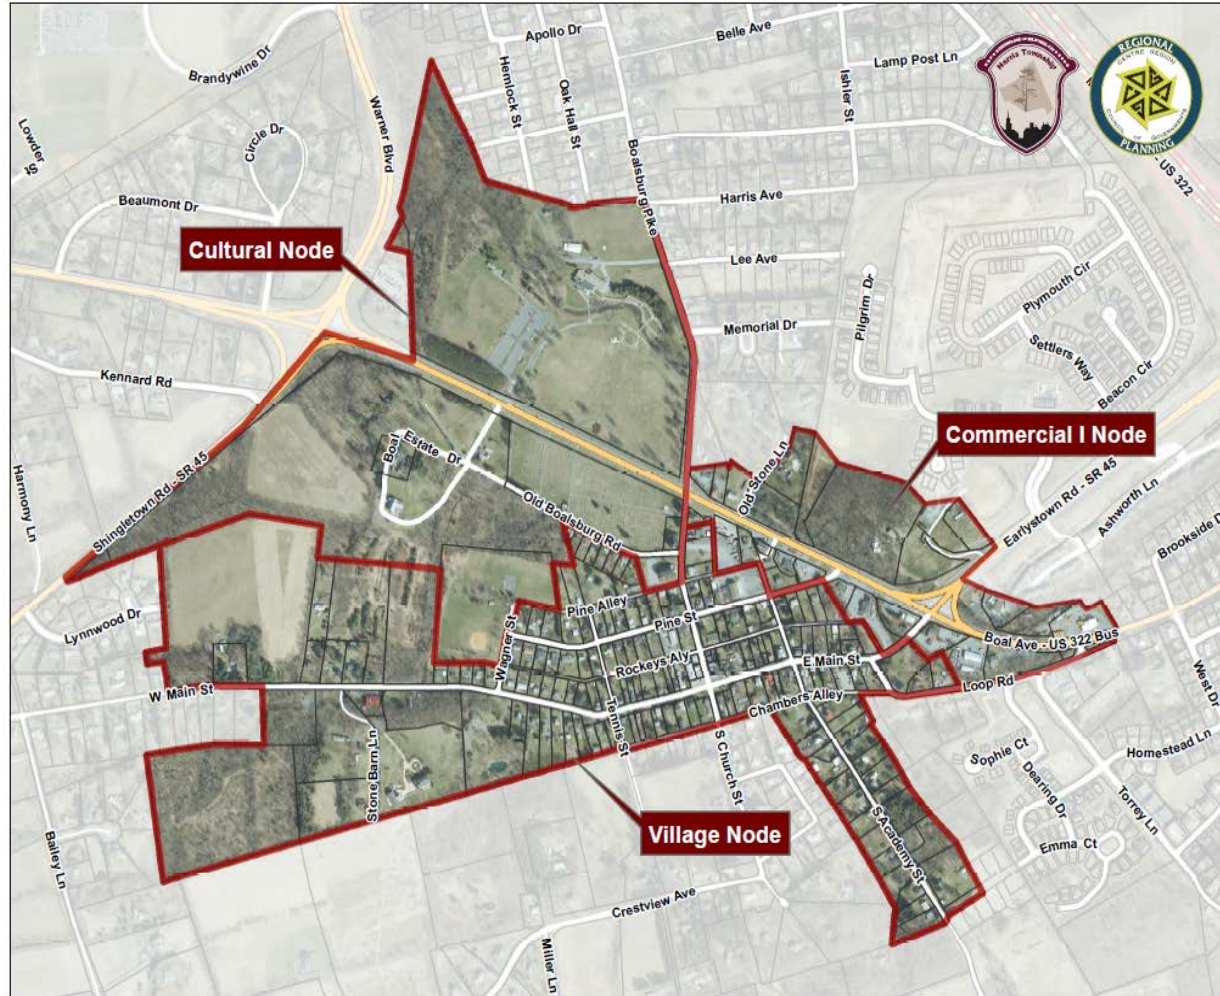 Apollo Dr
Belle Ave
Lamp Post Ln
Brandywine Dr
Hemlock St
Oak Hall St
Ishler St
Harris Township
REGIONAL
CENTRE REGION
COUNCIL OF GOVERNMENTS
PLANNING
- US 322
Lowder St
Circle Dr
Warner Blvd
Boalsburg Pike
Beaumont Dr
Harris Ave
Cultural Node
Lee Ave
Pilgrim Dr
Plymouth Cir
Memorial Dr
Settlers Way
Beacon Cir
Kennard Rd
Commercial I Node
Boal
Estate Dr
Old Stone Ln
Harmony Ln
Shingletown Rd - SR 45
Old Boalsburg Rd
Earlystown Rd - SR 45
Ashworth Ln
Brookside D
Pine Alley
Pine St
Lynnwood Dr
Wagner St
Rockeys Aly
E Main St
Boal Ave - US 322 Bus
W Main St
Chambers Alley
Loop Rd
West Dr
Tennis St
S Church St
Stone Barn Ln
Sophie Ct
Homestead Ln
Dearing Dr
Torrey Ln
Village Node
S Academy St
Emma Ct
Bailey Ln
Crestview Ave
Miller Ln